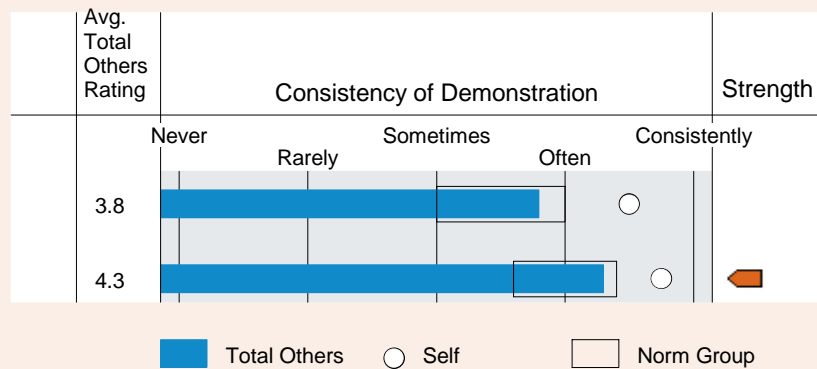 Avg.
Total
Others
Rating
Consistency of Demonstration
Strength
Never
Sometimes
Consistently
Rarely
Often
3.8
4.3
Total Others
Self
Norm Group